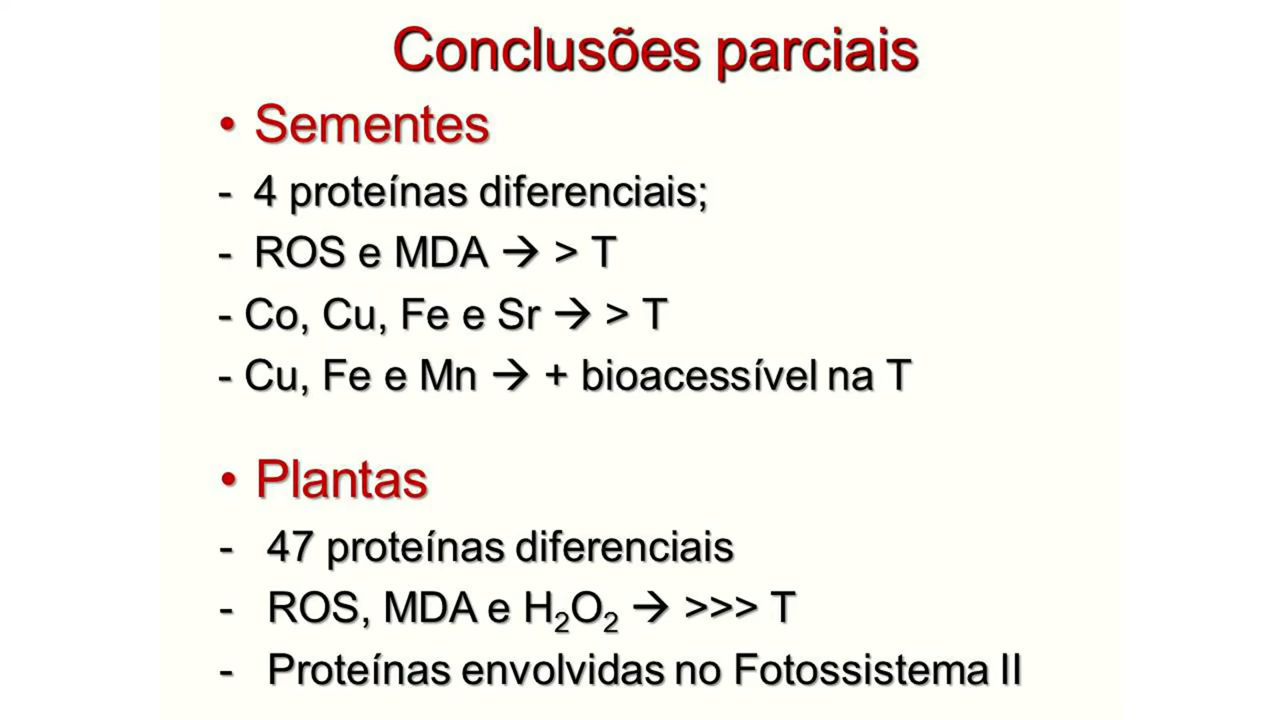 Conclusões parciais
• Sementes
- 4 proteínas diferenciais;
- ROS e MDA → > T
- Co, Cu, Fe e Sr → > T
- Cu, Fe e Mn → + bioacessível na T
• Plantas
- 47 proteínas diferenciais
- ROS, MDA e H₂O₂ → >>> T
- Proteínas envolvidas no Fotossistema II